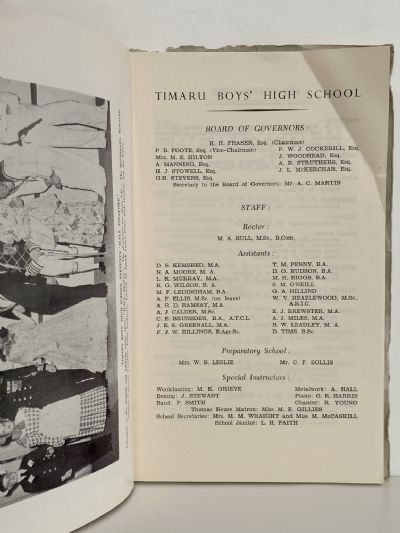 TIMARU BOYS' HIGH SCHOOL
BOARD OF GOVERNORS:
H. H. FRASER, Esq. (Chairman)
P. B. FOOTE, Esq. (Vice-Chairman) P. W. J. COCKERILL, Esq.
Mrs. M. E. HILTON J. WOODHEAD, Esq.
A. MANNING, Esq. A. B. STRUTHERS, Esq.
H. J. STOWELL, Esq. J. L. McKERCHAN, Esq.
G.H. STEVENS, Esq.
Secretary to the Board of Governors: Mr. A. C. MARTIN
STAFF:
Rector:
M. A. BULL, M.Sc., B.Com.
Assistants:
D. S. KEMSHED, M.A. T. M. PENNY, B.A.
N. A. MOORE, M. A. D. G. HUDSON, B.A.
L. K. MURRAY, M.A. M. H. BIGGS, B.A.
R. G. WILSON, B. A. S. M. O'NEILL
M. F. LEDINGHAM, B.A. G. A. HILLIND
A. F. ELLIS, M.Sc. (on leave) W. V. HEAZLEWOOD, M.Sc.,
A. R. D. RAMSAY, M.A. A.R.I.C.
A. J. CALDER, M.Sc. E. J. BREWSTER, M.A.
C. E. BRUNSDEN, B.A., A.T.C.L. A. J. MILES, M.A.
J. E. S. GREENALL, M.A. B. W. LEADLEY, M. A.
F. J. W. BILLINGS, B.Agr.Sc. D. TIMS, B.Sc.
Preparatory School:
Mrs. W. B. LESLIE Mr. C. F. SOLLIS
Special Instructors:
Woolclassing: M. K. GRIEVE Metalwork: A. HALL
Boxing: J. STEWART Piano: G. R. HARRIS
Band: F. SMITH Chanter: R. YOUNG
Thomas House Matron: Miss M. E. GILLIES
School Secretaries: Mrs. M. M. WRAIGHT and Miss M. McCASKILL
School Janitor: L. H. FAITH